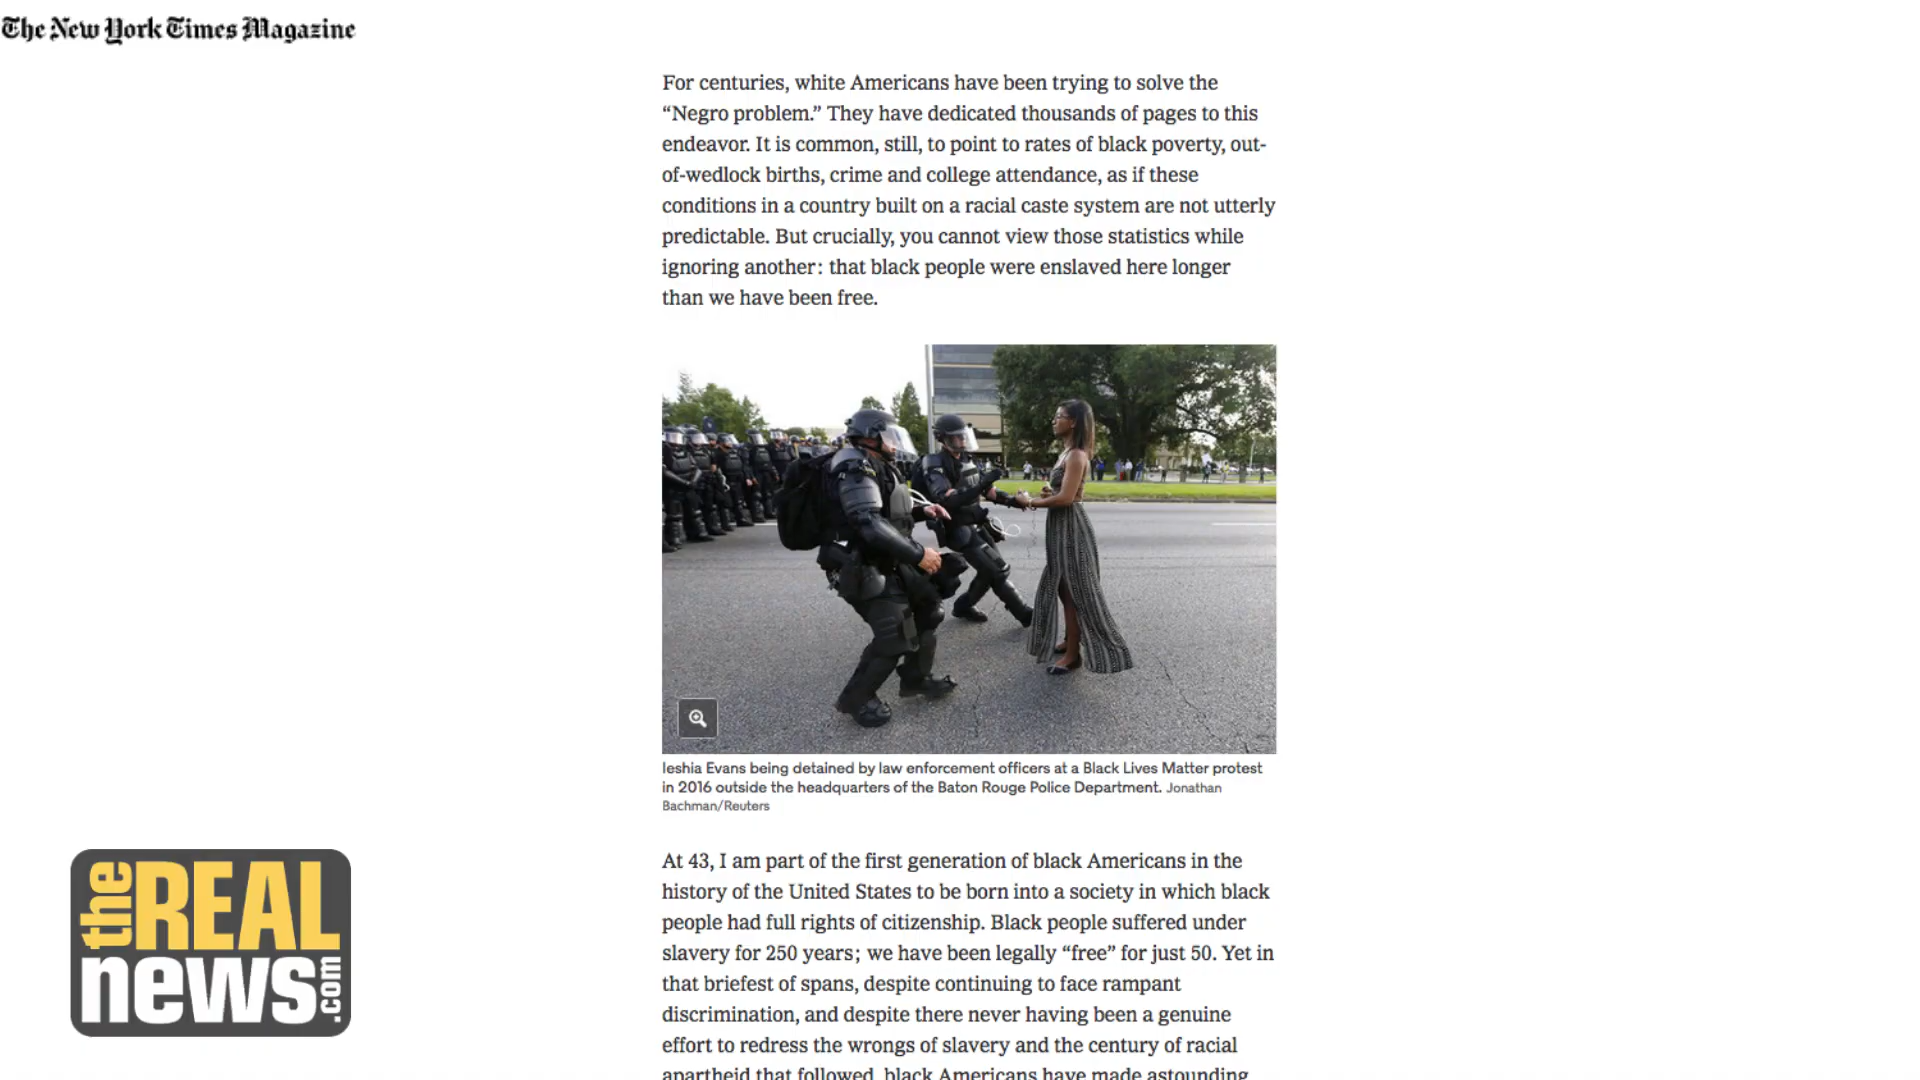 The New York Times Magazine
For centuries, white Americans have been trying to solve the
“Negro problem.” They have dedicated thousands of pages to this
endeavor. It is common, still, to point to rates of black poverty, out-
of-wedlock births, crime and college attendance, as if these
conditions in a country built on a racial caste system are not utterly
predictable. But crucially, you cannot view those statistics while
ignoring another: that black people were enslaved here longer
than we have been free.
Ieshia Evans being detained by law enforcement officers at a Black Lives Matter protest
in 2016 outside the headquarters of the Baton Rouge Police Department. Jonathan
Bachman/Reuters
At 43, I am part of the first generation of black Americans in the
history of the United States to be born into a society in which black
people had full rights of citizenship. Black people suffered under
slavery for 250 years; we have been legally “free” for just 50. Yet in
that briefest of spans, despite continuing to face rampant
discrimination, and despite there never having been a genuine
effort to redress the wrongs of slavery and the century of racial
apartheid that followed, black Americans have made astounding
the REAL
news.com